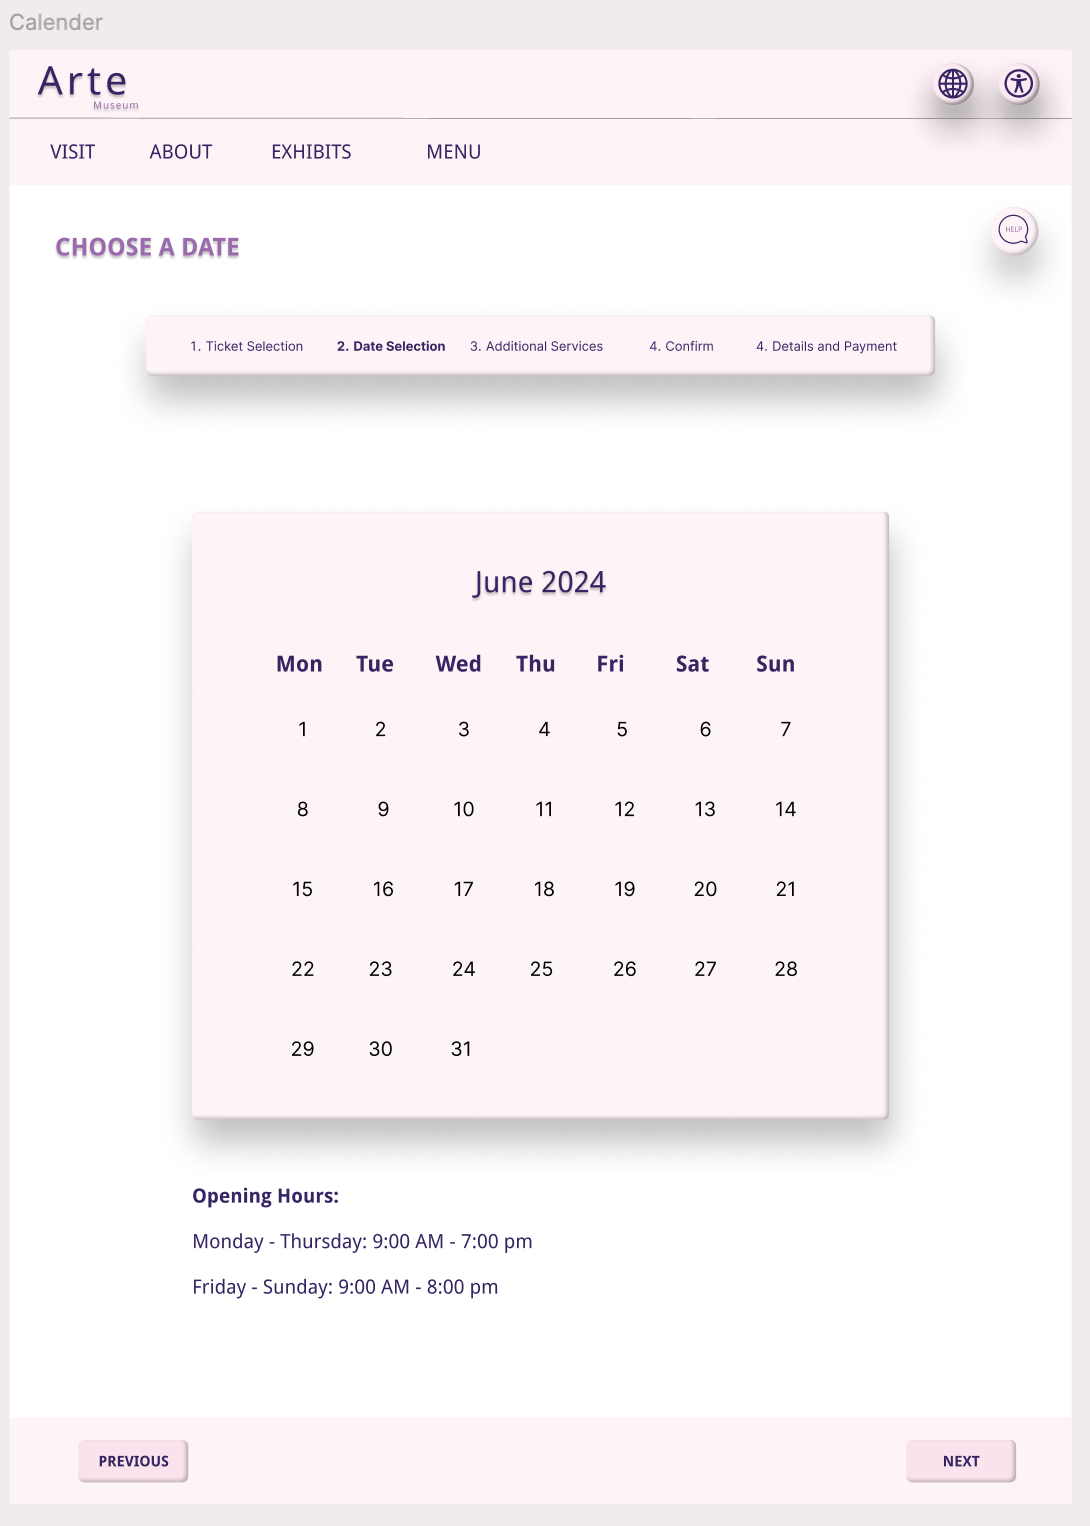 Calender
Arte
Museum
VISIT ABOUT EXHIBITS MENU
CHOOSE A DATE
HELP
1. Ticket Selection 2. Date Selection 3. Additional Services 4. Confirm 4. Details and Payment
June 2024
Mon Tue Wed Thu Fri Sat Sun
1 2 3 4 5 6 7
8 9 10 11 12 13 14
15 16 17 18 19 20 21
22 23 24 25 26 27 28
29 30 31
Opening Hours:
Monday - Thursday: 9:00 AM - 7:00 pm
Friday - Sunday: 9:00 AM - 8:00 pm
PREVIOUS NEXT